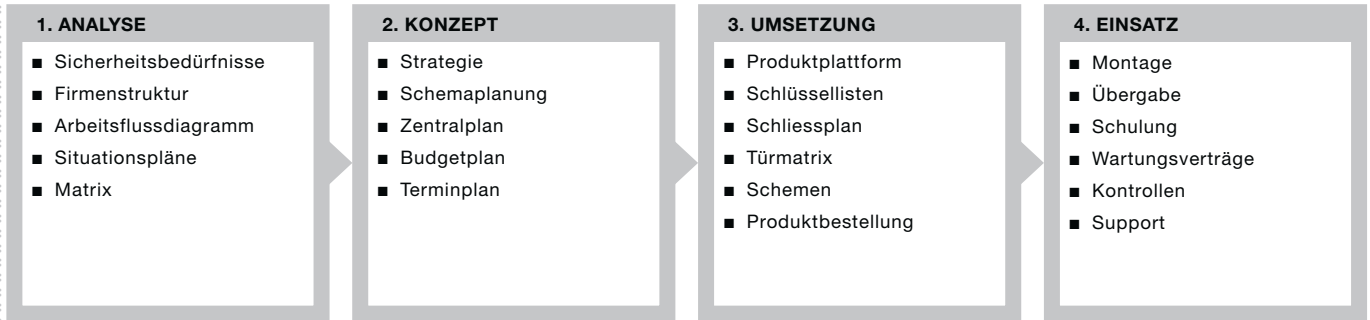 1. ANALYSE
■ Sicherheitsbedürfnisse
■ Firmenstruktur
■ Arbeitsflussdiagramm
■ Situationspläne
■ Matrix
2. KONZEPT
■ Strategie
■ Schemaplanung
■ Zentralplan
■ Budgetplan
■ Terminplan
3. UMSETZUNG
■ Produktplattform
■ Schlüssellisten
■ Schliessplan
■ Türmatrix
■ Schemen
■ Produktbestellung
4. EINSATZ
■ Montage
■ Übergabe
■ Schulung
■ Wartungsverträge
■ Kontrollen
■ Support